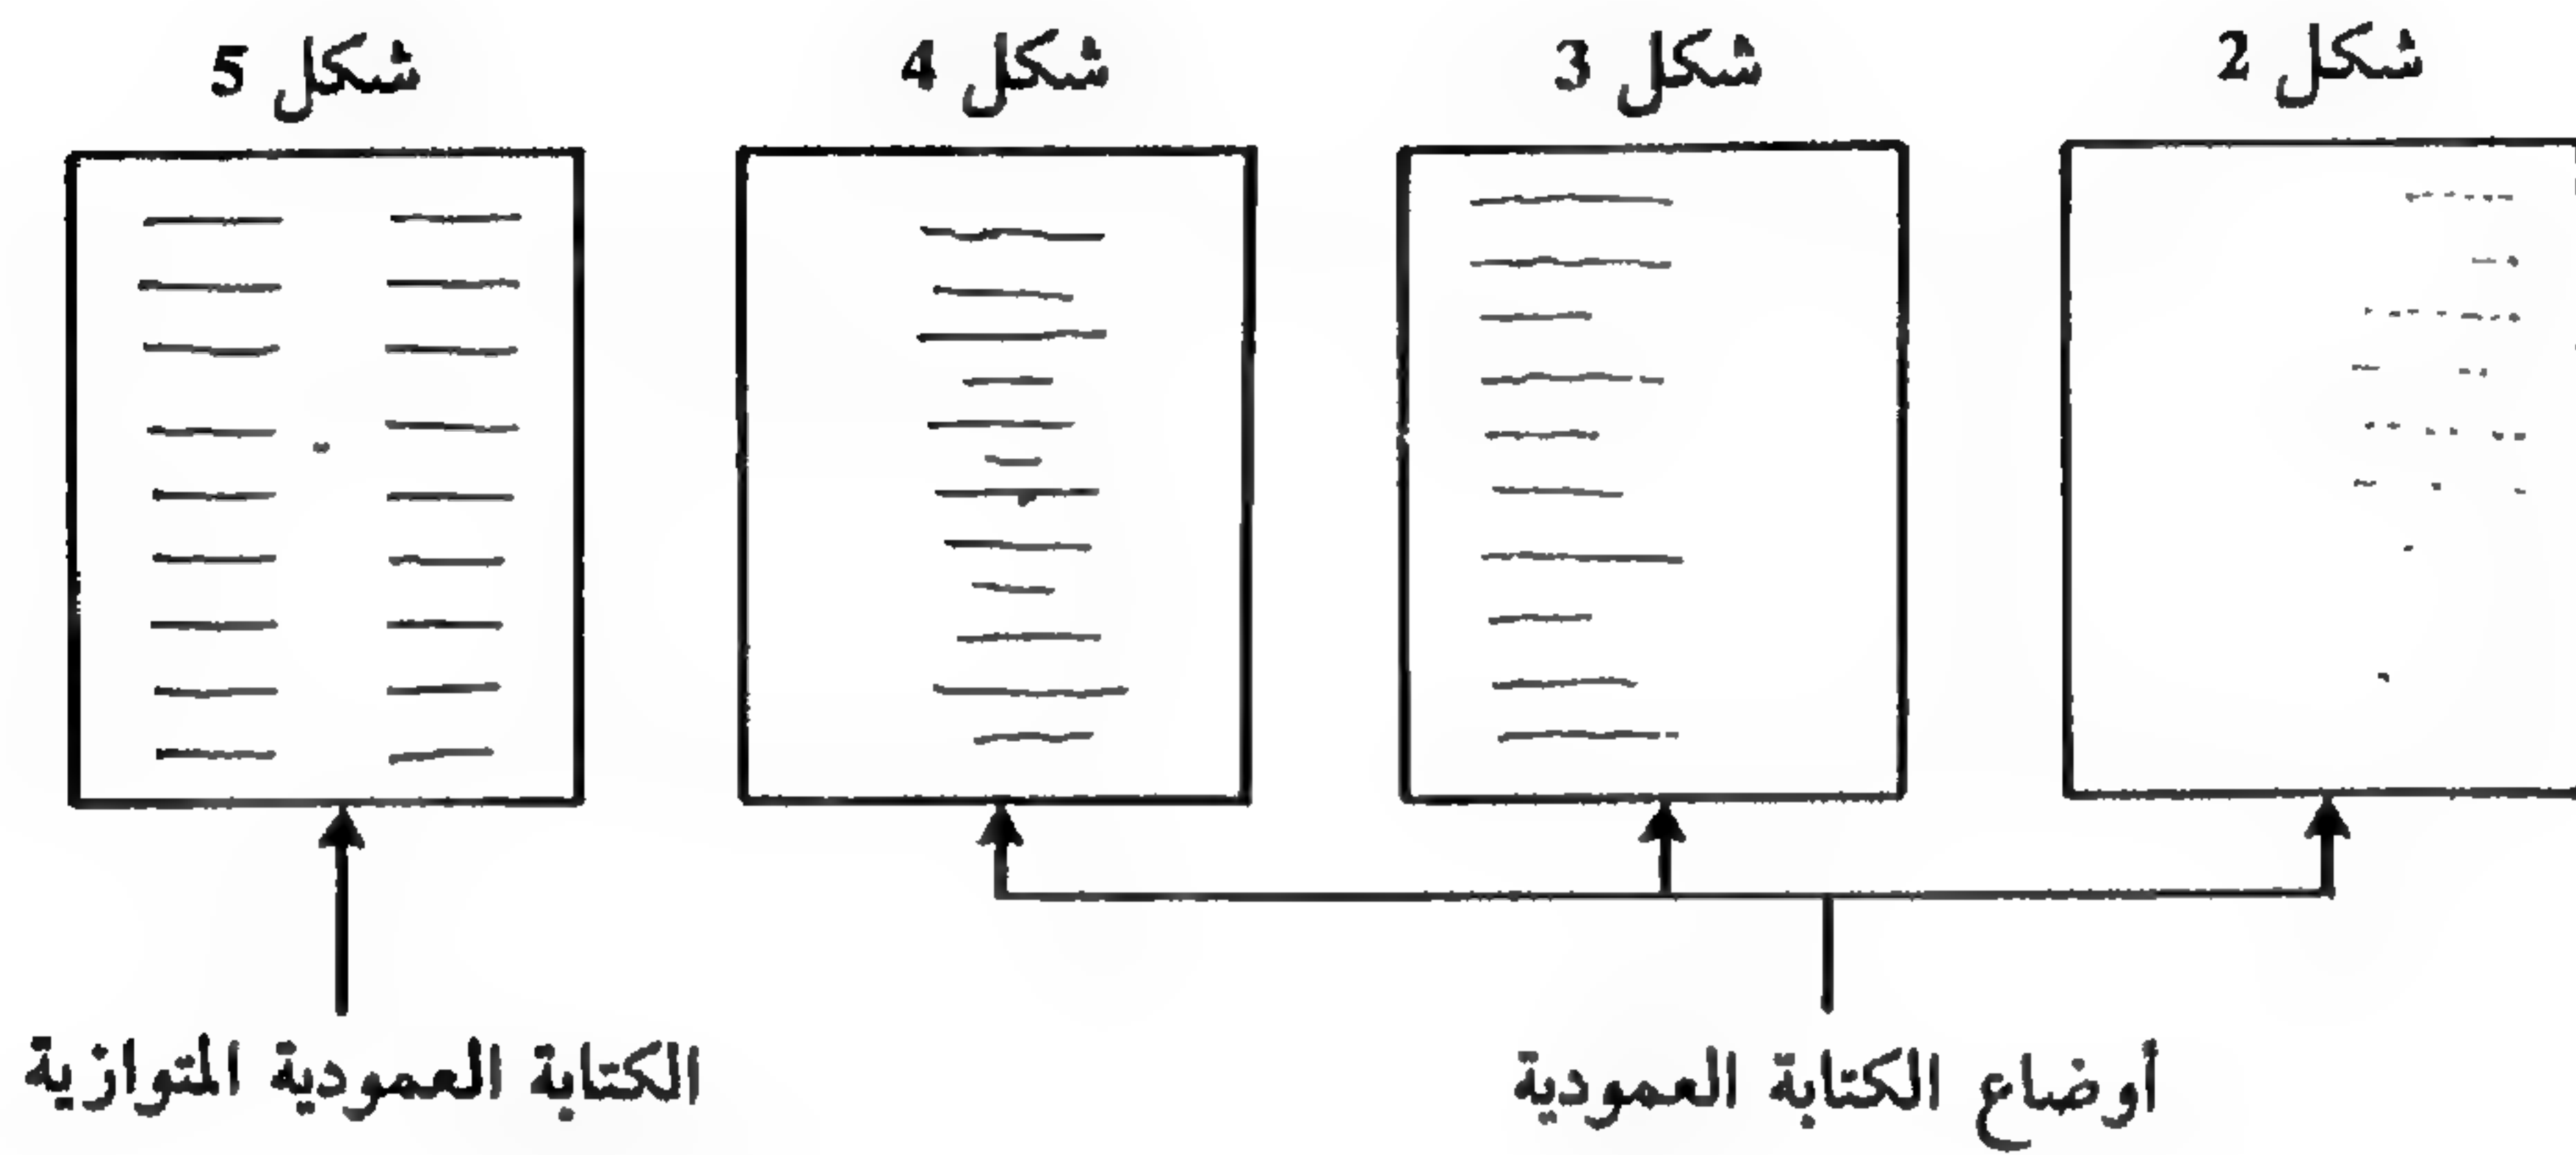 شكل 2
شكل 3
شكل 4
شكل 5
أوضاع الكتابة العمودية
الكتابة العمودية المتوازية